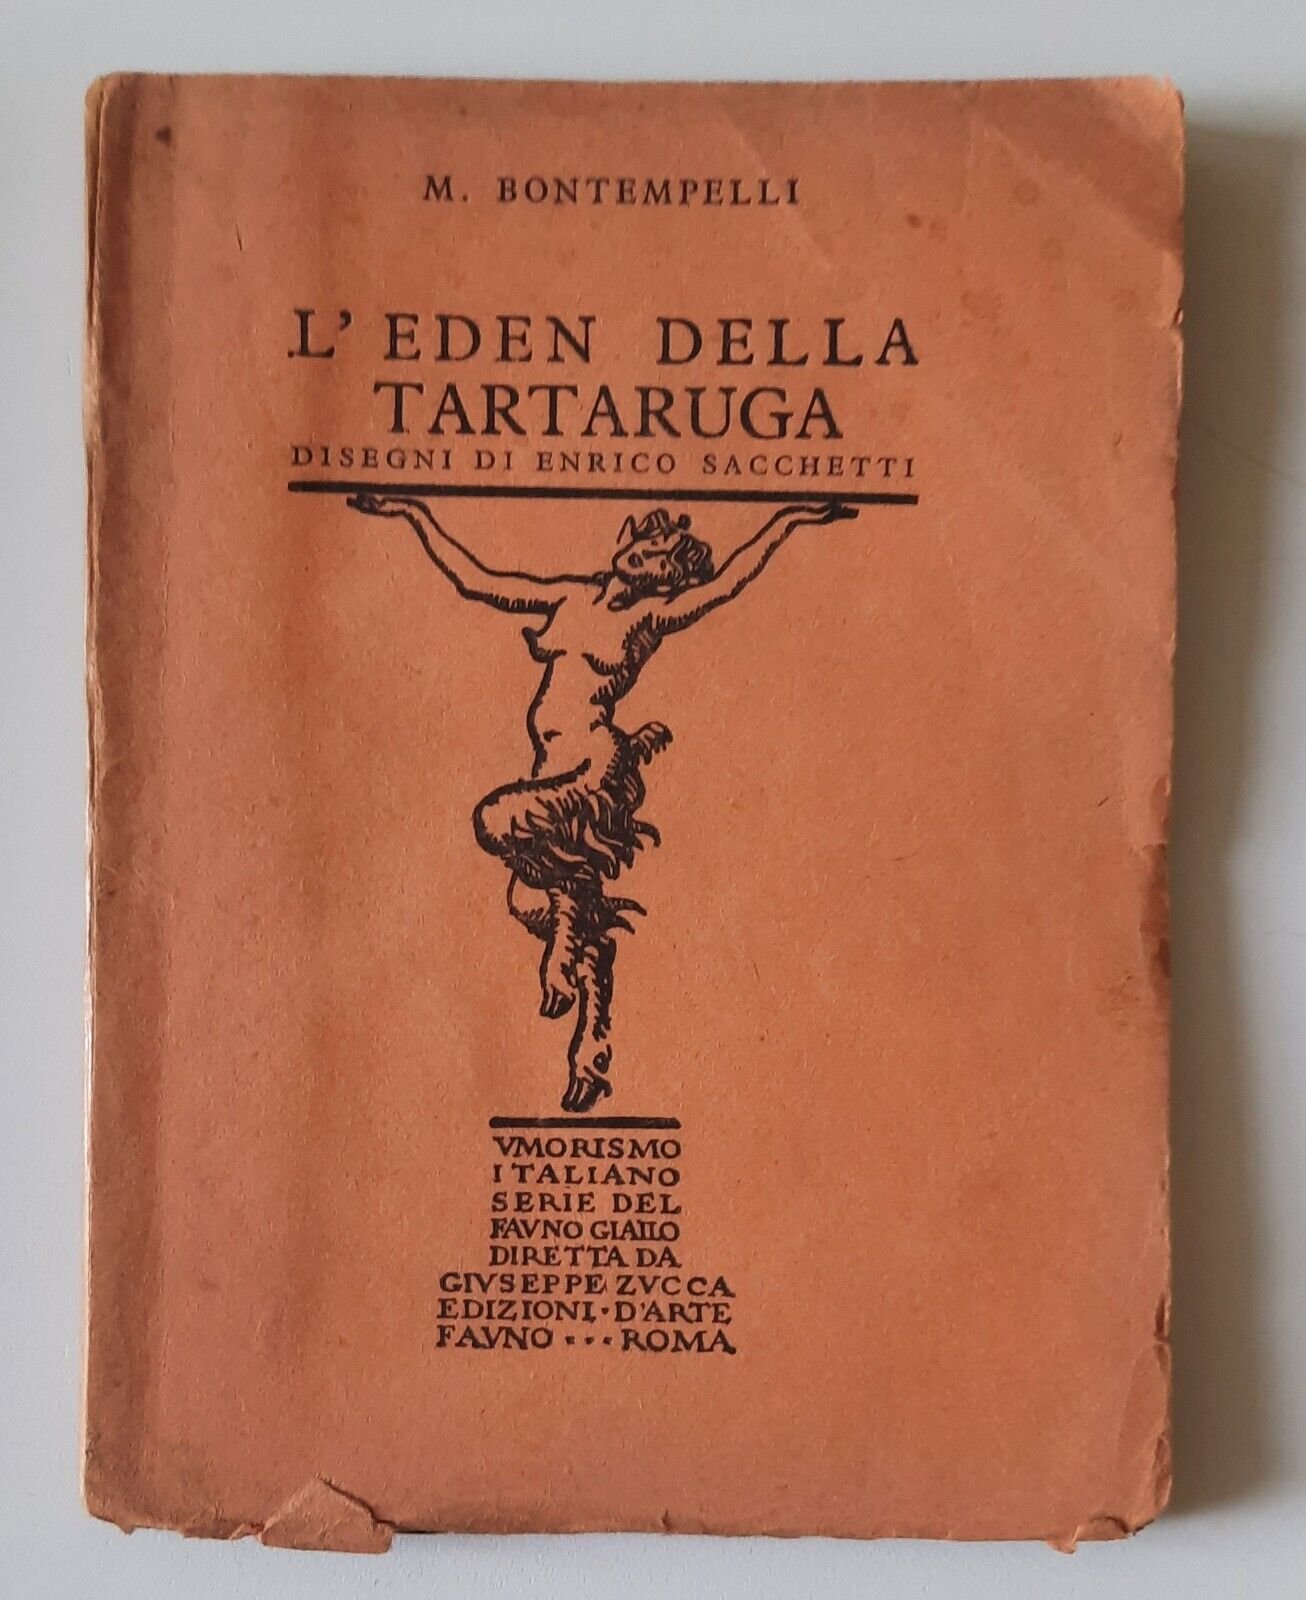 M. BONTEMPELLI
L'EDEN DELLA
TARTARUGA
DISEGNI DI ENRICO SACCHETTI
VMORISMO
ITALIANO
SERIE DEL
FAVNO GIALLO
DIRETTA DA
GIVSEPPE ZVCCA
EDIZIONI · D'ARTE
FAVNO ··· ROMA